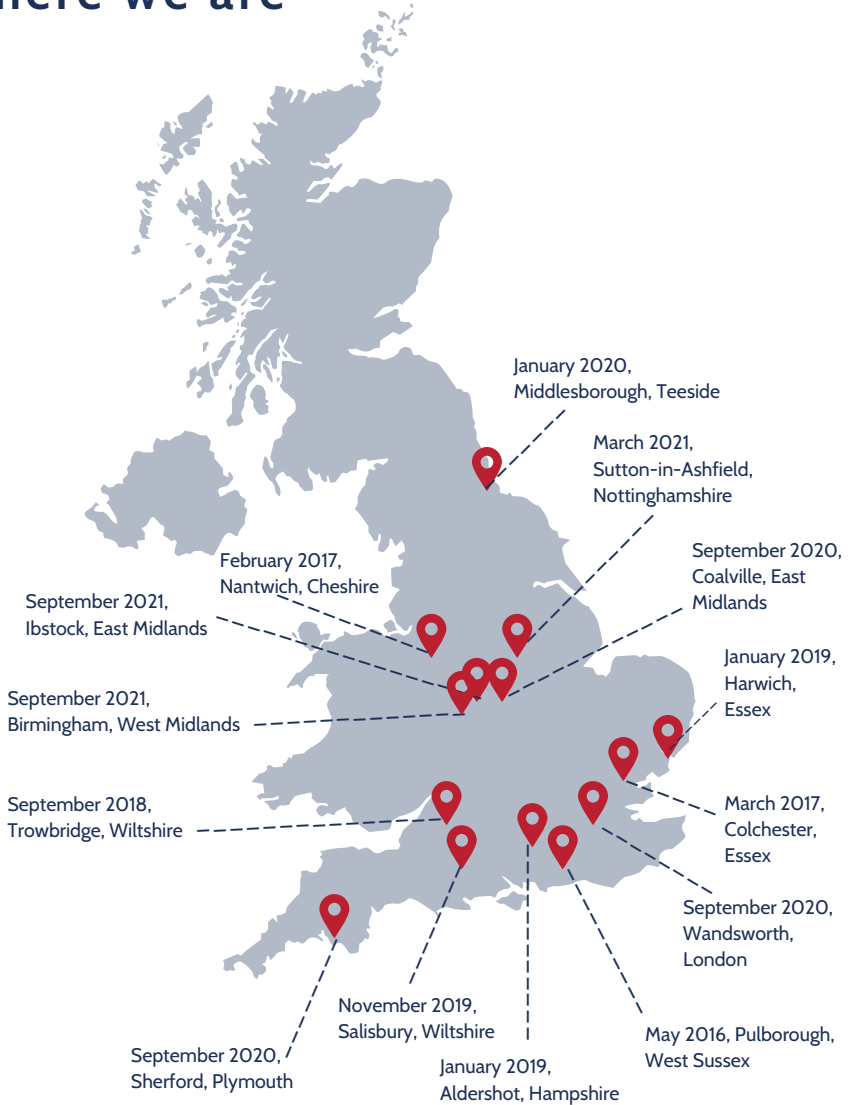 where we are
January 2020,
Middlesborough, Teeside
March 2021,
Sutton-in-Ashfield,
Nottinghamshire
September 2020,
Coalville, East
Midlands
February 2017,
Nantwich, Cheshire
September 2021,
Ibstock, East Midlands
January 2019,
Harwich,
Essex
September 2021,
Birmingham, West Midlands
September 2018,
Trowbridge, Wiltshire
March 2017,
Colchester,
Essex
September 2020,
Wandsworth,
London
November 2019,
Salisbury, Wiltshire
May 2016, Pulborough,
West Sussex
September 2020,
Sherford, Plymouth
January 2019,
Aldershot, Hampshire